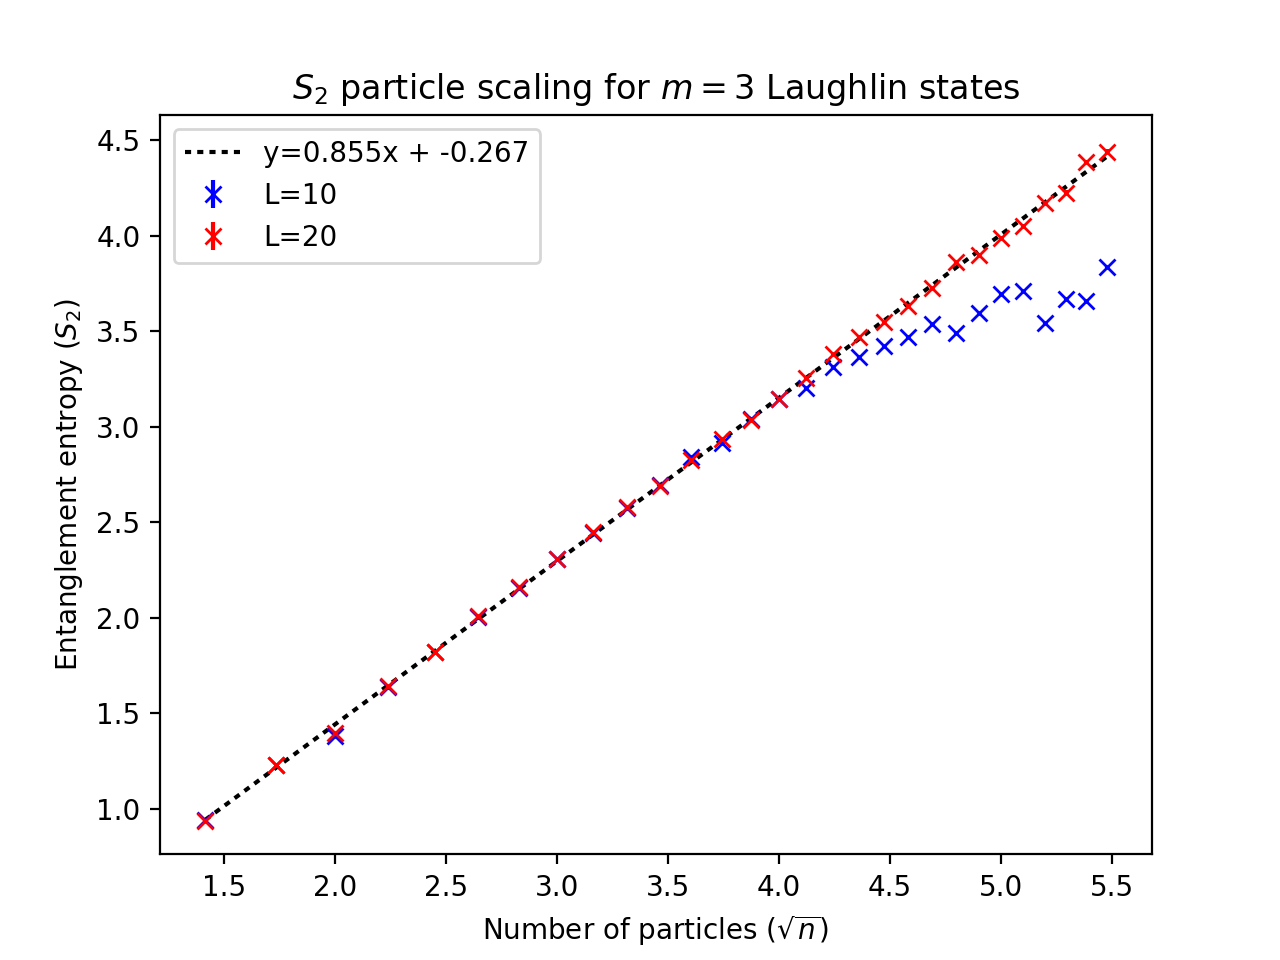 S₂ particle scaling for m = 3 Laughlin states
y=0.855x + -0.267
L=10
L=20
Entanglement entropy (S₂)
4.5
4.0
3.5
3.0
2.5
2.0
1.5
1.0
1.5 2.0 2.5 3.0 3.5 4.0 4.5 5.0 5.5
Number of particles (√n)